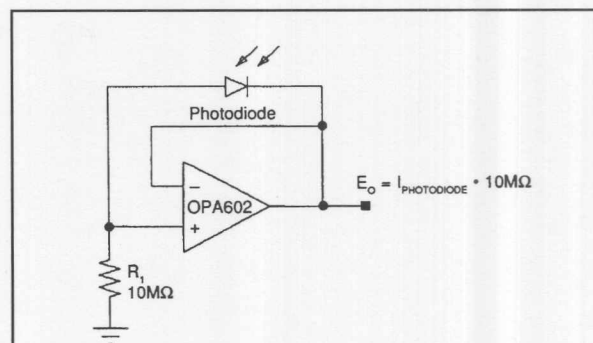 Photodiode
−
OPA602
+
E_O = I_PHOTODIODE • 10MΩ
R_1
10MΩ